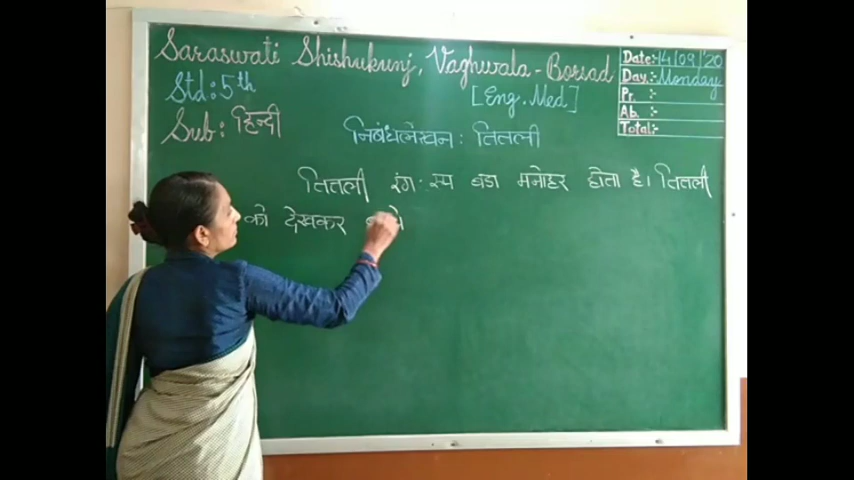 Saraswati Shishukunj, Vaghwala - Borsad
[Eng. Med]
Std: 5th
Sub: हिन्दी
Date:- 14/09/'20
Day:- Monday
Pr. :-
Ab. :-
Total:-
निबंधलेखन : तितली
तितली रंग: रूप बडा मनोहर होता है। तितली
को देखकर